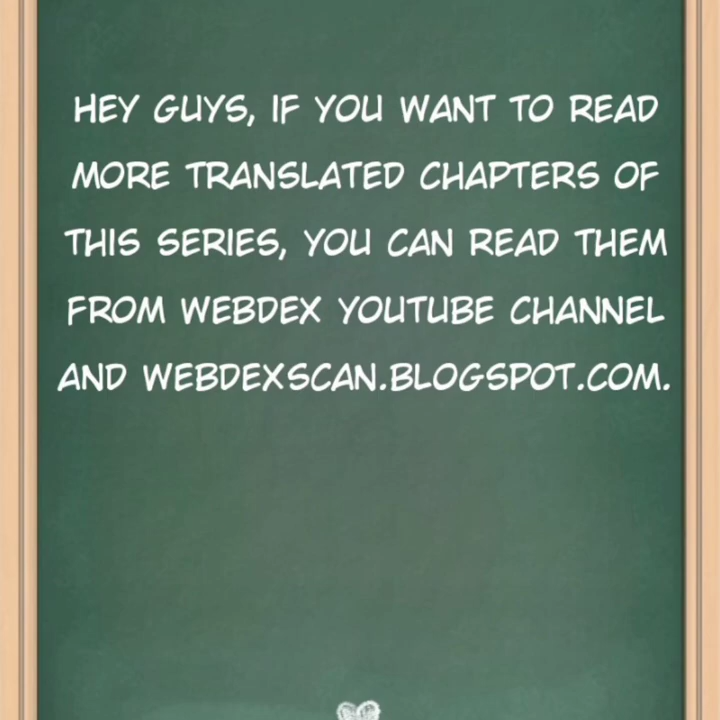 HEY GUYS, IF YOU WANT TO READ
MORE TRANSLATED CHAPTERS OF
THIS SERIES, YOU CAN READ THEM
FROM WEBDEX YOUTUBE CHANNEL
AND WEBDEXSCAN.BLOGSPOT.COM.